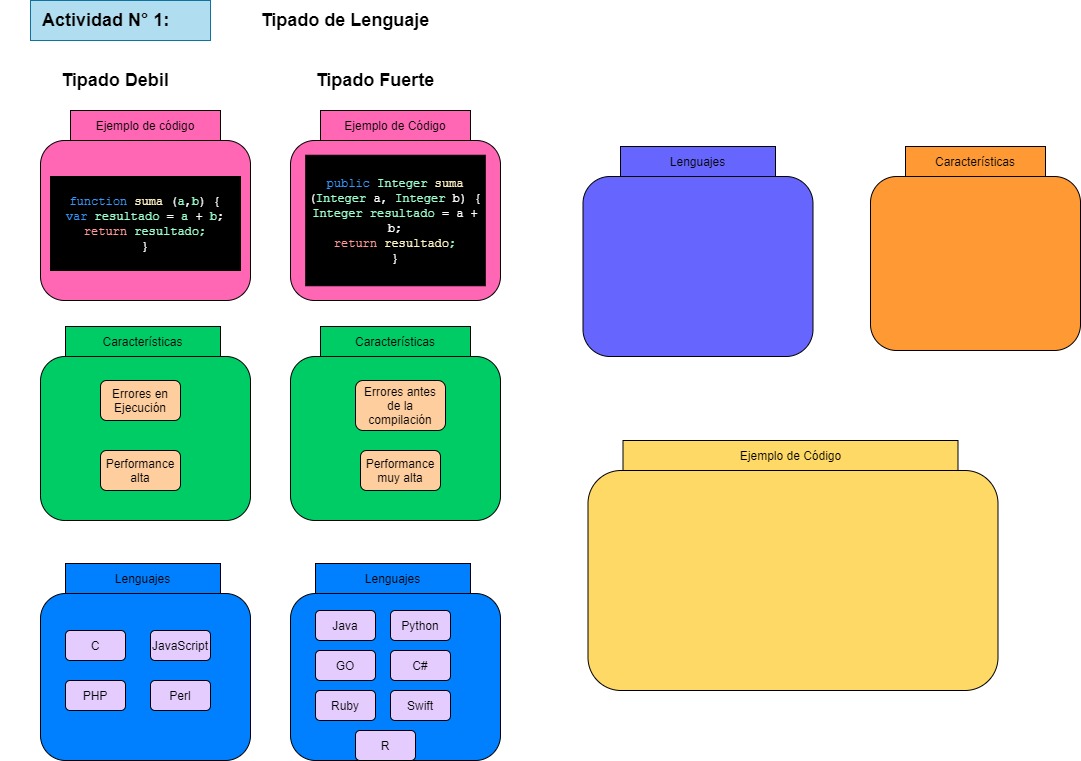 Actividad N° 1:
Tipado de Lenguaje
Tipado Debil
Tipado Fuerte
Ejemplo de código
function suma (a,b) {
var resultado = a + b;
return resultado;
}
Ejemplo de Código
public Integer suma
(Integer a, Integer b) {
Integer resultado = a +
b;
return resultado;
}
Características
Errores en
Ejecución
Performance
alta
Características
Errores antes
de la
compilación
Performance
muy alta
Lenguajes
C
JavaScript
PHP
Perl
Lenguajes
Java
Python
GO
C#
Ruby
Swift
R
Lenguajes
Características
Ejemplo de Código